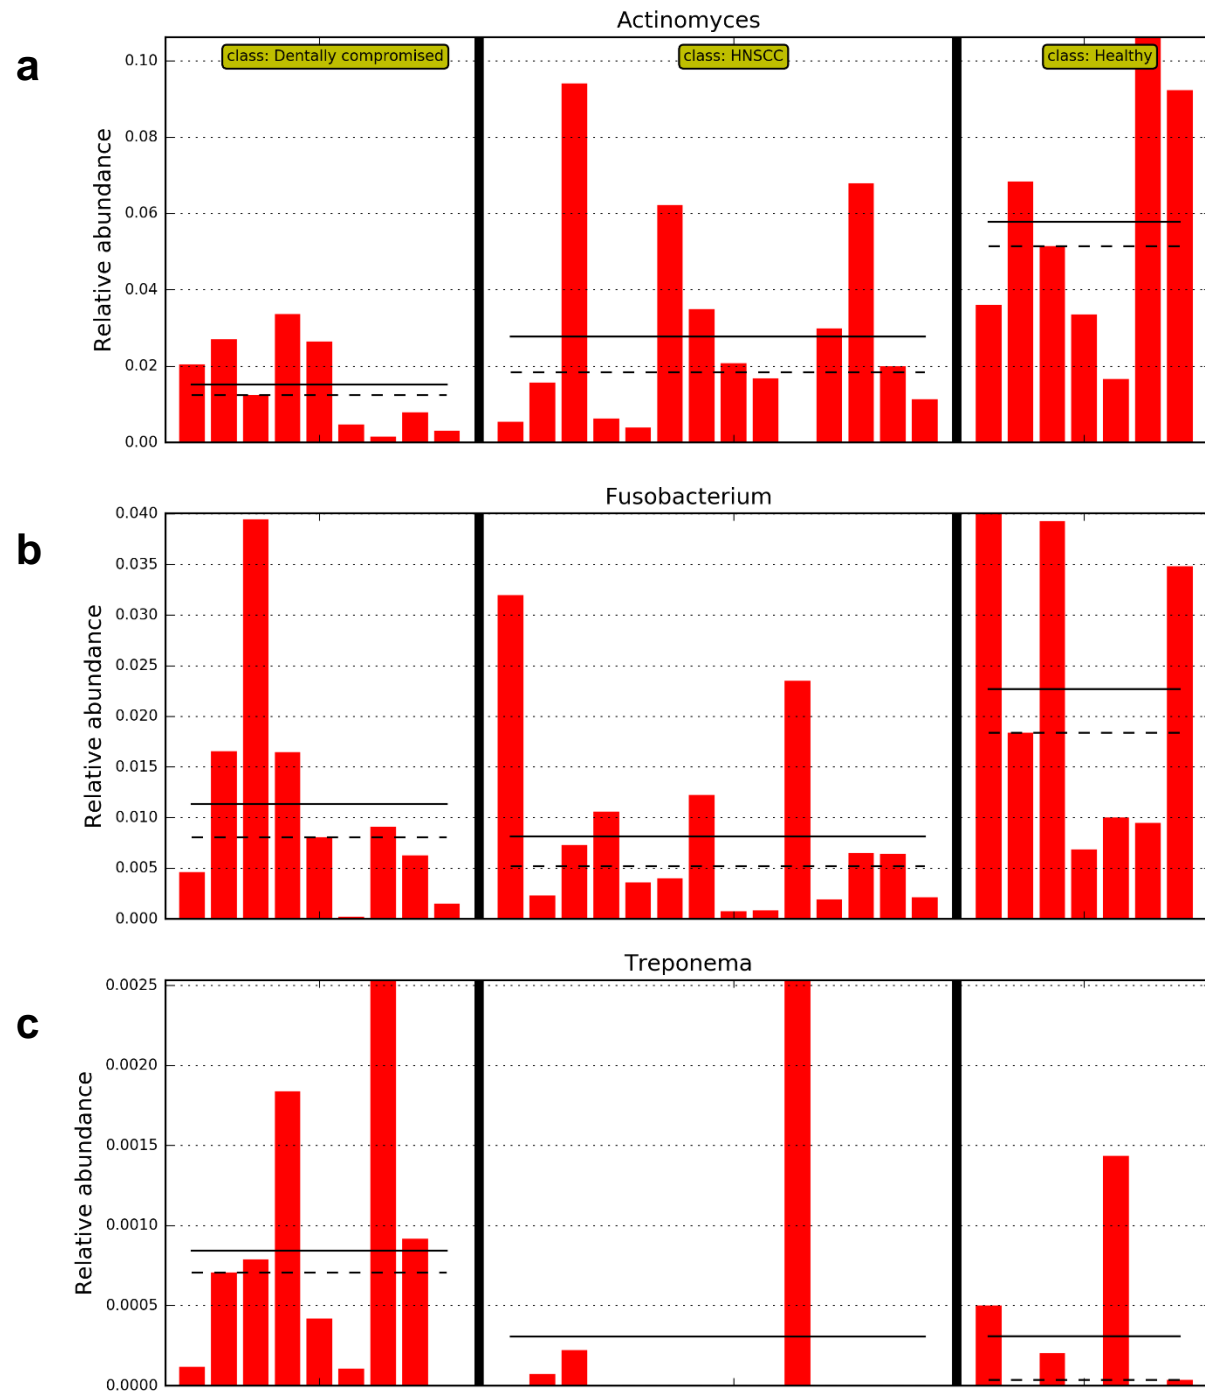 Actinomyces
a
class: Dentally compromised
class: HNSCC
class: Healthy
0.10
0.08
0.06
0.04
0.02
0.00
Relative abundance
Fusobacterium
b
0.040
0.035
0.030
0.025
0.020
0.015
0.010
0.005
0.000
Relative abundance
Treponema
c
0.0025
0.0020
0.0015
0.0010
0.0005
0.0000
Relative abundance